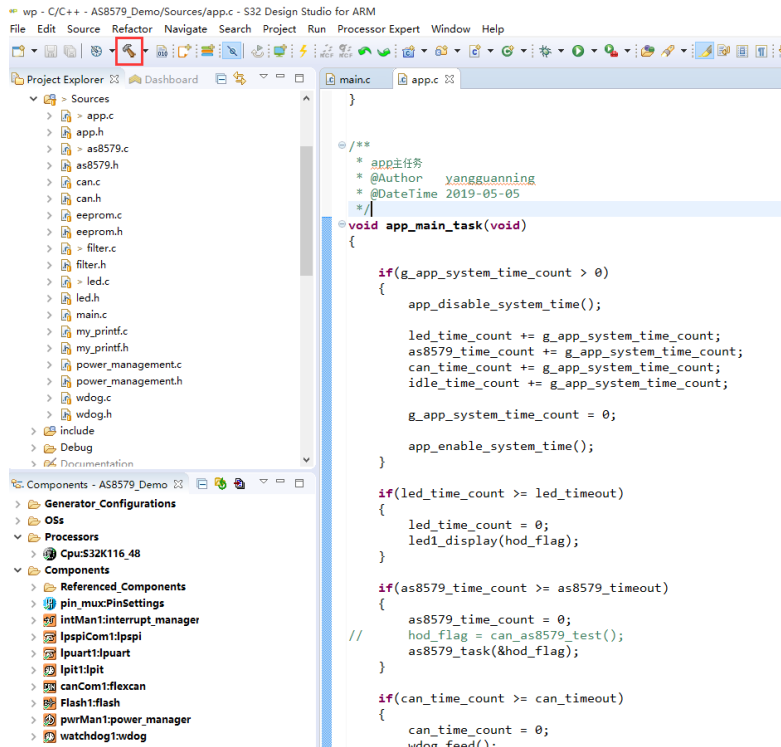 wp - C/C++ - AS8579_Demo/Sources/app.c - S32 Design Studio for ARM
File Edit Source Refactor Navigate Search Project Run Processor Expert Window Help
Project Explorer Dashboard
main.c app.c
> Sources
> app.c
app.h
> as8579.c
as8579.h
can.c
can.h
eeprom.c
eeprom.h
> filter.c
filter.h
> led.c
led.h
main.c
my_printf.c
my_printf.h
power_management.c
power_management.h
wdog.c
wdog.h
include
Debug
Documentation
Components - AS8579_Demo
Generator_Configurations
OSs
Processors
Cpu:S32K116_48
Components
Referenced_Components
pin_mux:PinSettings
intMan1:interrupt_manager
lpspiCom1:lpspi
lpuart1:lpuart
lpit1:lpit
canCom1:flexcan
Flash1:flash
pwrMan1:power_manager
watchdog1:wdog
}
/**
* app主任务
* @Author yangguanning
* @DateTime 2019-05-05
*/
void app_main_task(void)
{
if(g_app_system_time_count > 0)
{
app_disable_system_time();
led_time_count += g_app_system_time_count;
as8579_time_count += g_app_system_time_count;
can_time_count += g_app_system_time_count;
idle_time_count += g_app_system_time_count;
g_app_system_time_count = 0;
app_enable_system_time();
}
if(led_time_count >= led_timeout)
{
led_time_count = 0;
led1_display(hod_flag);
}
if(as8579_time_count >= as8579_timeout)
{
as8579_time_count = 0;
// hod_flag = can_as8579_test();
as8579_task(&hod_flag);
}
if(can_time_count >= can_timeout)
{
can_time_count = 0;
wdog_feed();